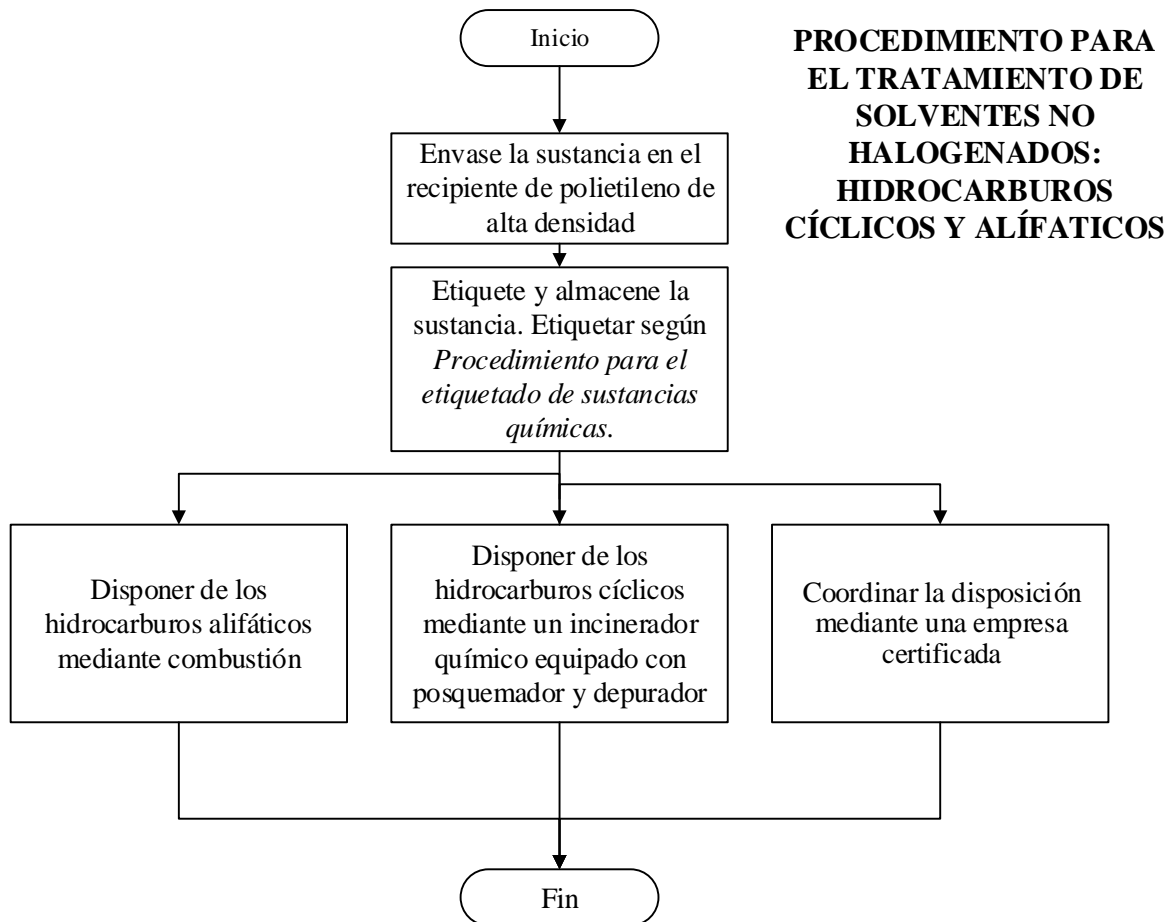 Inicio
PROCEDIMIENTO PARA
EL TRATAMIENTO DE
SOLVENTES NO
HALOGENADOS:
HIDROCARBUROS
CÍCLICOS Y ALÍFATICOS
Envase la sustancia en el
recipiente de polietileno de
alta densidad
Etiquete y almacene la
sustancia. Etiquetar según
Procedimiento para el
etiquetado de sustancias
químicas.
Disponer de los
hidrocarburos alifáticos
mediante combustión
Disponer de los
hidrocarburos cíclicos
mediante un incinerador
químico equipado con
posquemador y depurador
Coordinar la disposición
mediante una empresa
certificada
Fin